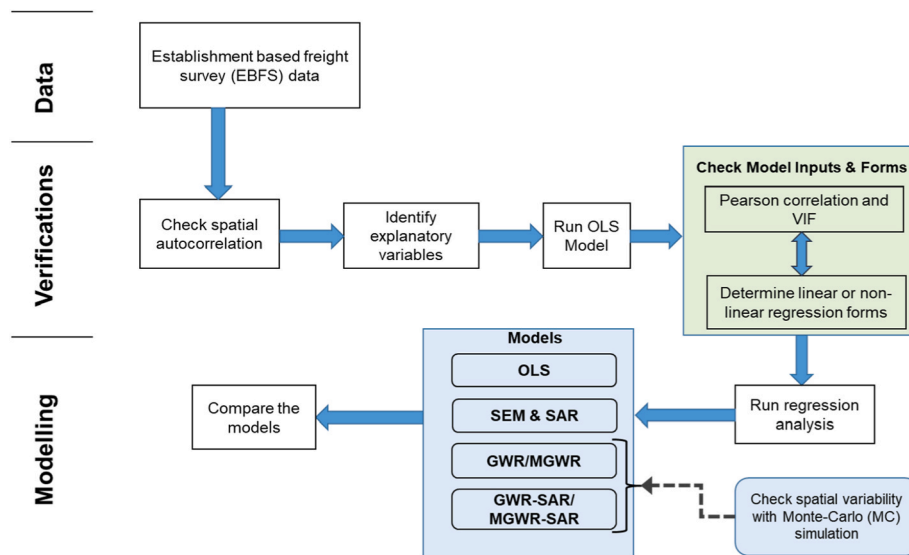 Data
Establishment based freight
survey (EBFS) data
Verifications
Check spatial
autocorrelation
Identify
explanatory
variables
Run OLS
Model
Check Model Inputs & Forms
Pearson correlation and
VIF
Determine linear or non-
linear regression forms
Modelling
Compare the
models
Models
OLS
SEM & SAR
GWR/MGWR
GWR-SAR/
MGWR-SAR
Run regression
analysis
Check spatial variability
with Monte-Carlo (MC)
simulation